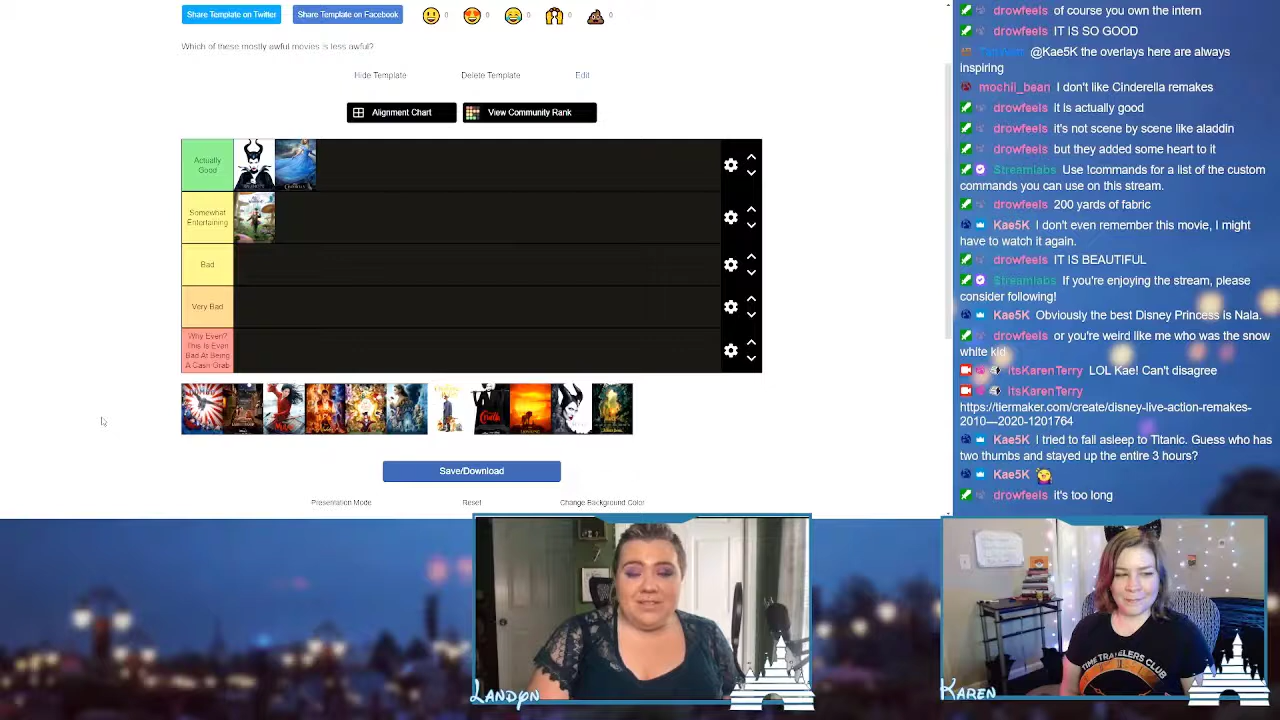 Share Template on Twitter
Share Template on Facebook
0
0
0
0
0
Which of these mostly awful movies is less awful?
Hide Template
Delete Template
Edit
Alignment Chart
View Community Rank
Actually
Good
Somewhat
Entertaining
Bad
Very Bad
Why Even?
This Is Even
Bad At Being
A Cash Grab
Save/Download
Presentation Mode
Reset
Change Background Color
drowfeels of course you own the intern
drowfeels IT IS SO GOOD
@Kae5K the overlays here are always
inspiring
mochii_bean I don't like Cinderella remakes
drowfeels it is actually good
drowfeels it's not scene by scene like aladdin
drowfeels but they added some heart to it
Streamlabs Use !commands for a list of the custom
commands you can use on this stream.
drowfeels 200 yards of fabric
Kae5K I don't even remember this movie, I might
have to watch it again.
drowfeels IT IS BEAUTIFUL
Streamlabs If you're enjoying the stream, please
consider following!
Kae5K Obviously the best Disney Princess is Nala.
drowfeels or you're weird like me who was the snow
white kid
itsKarenTerry LOL Kae! Can't disagree
itsKarenTerry
https://tiermaker.com/create/disney-live-action-remakes-
2010—2020-1201764
Kae5K I tried to fall asleep to Titanic. Guess who has
two thumbs and stayed up the entire 3 hours?
Kae5K
drowfeels it's too long
TIME TRAVELERS CLUB
LANDYN
KAREN